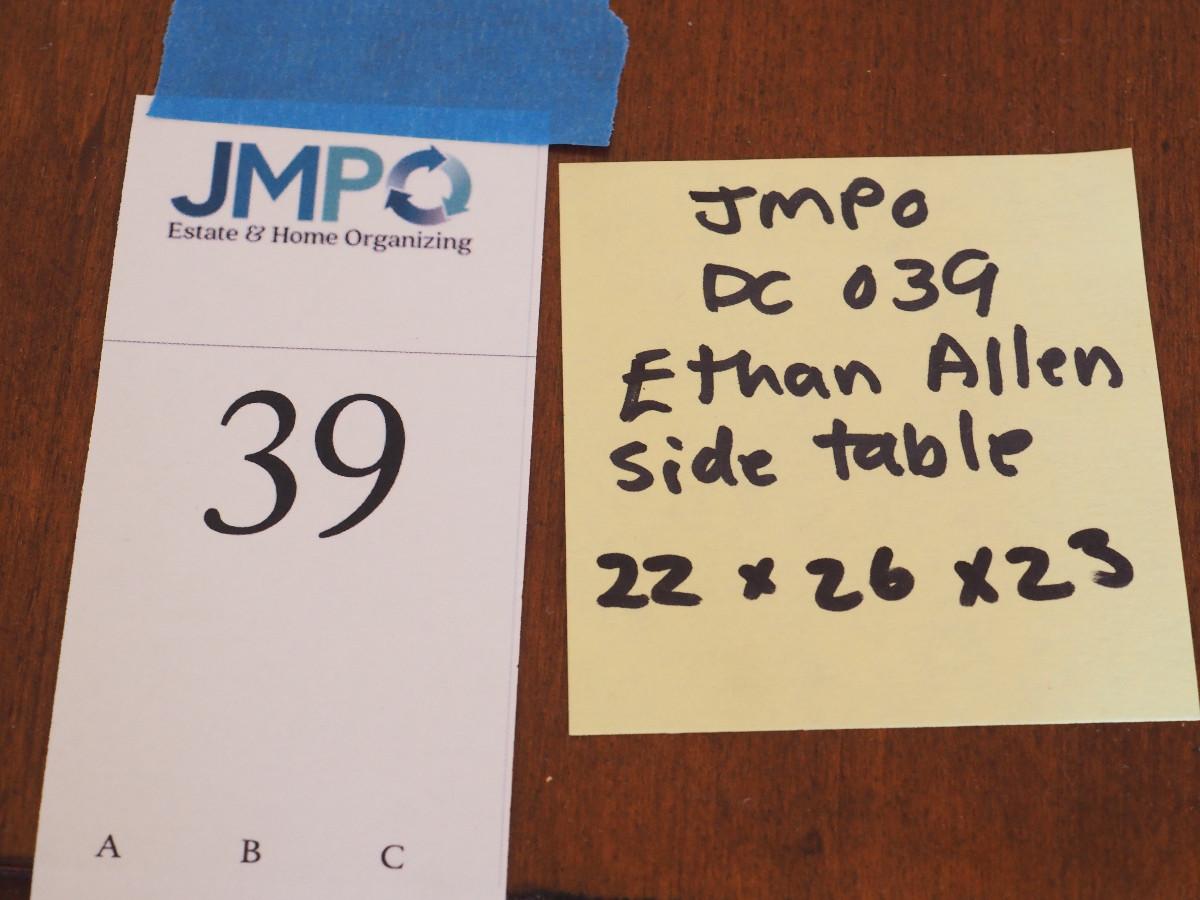 JMPO
Estate & Home Organizing
39
A B C
JMPO
DC 039
Ethan Allen
side table
22 x 26 x 23